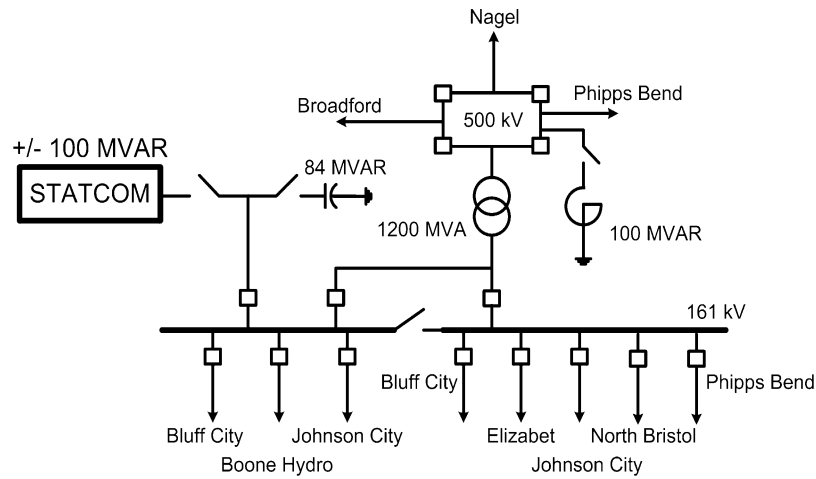 Nagel
Broadford
500 kV
Phipps Bend
+/- 100 MVAR
STATCOM
84 MVAR
1200 MVA
100 MVAR
161 kV
Bluff City
Phipps Bend
Bluff City
Johnson City
Elizabet
North Bristol
Boone Hydro
Johnson City